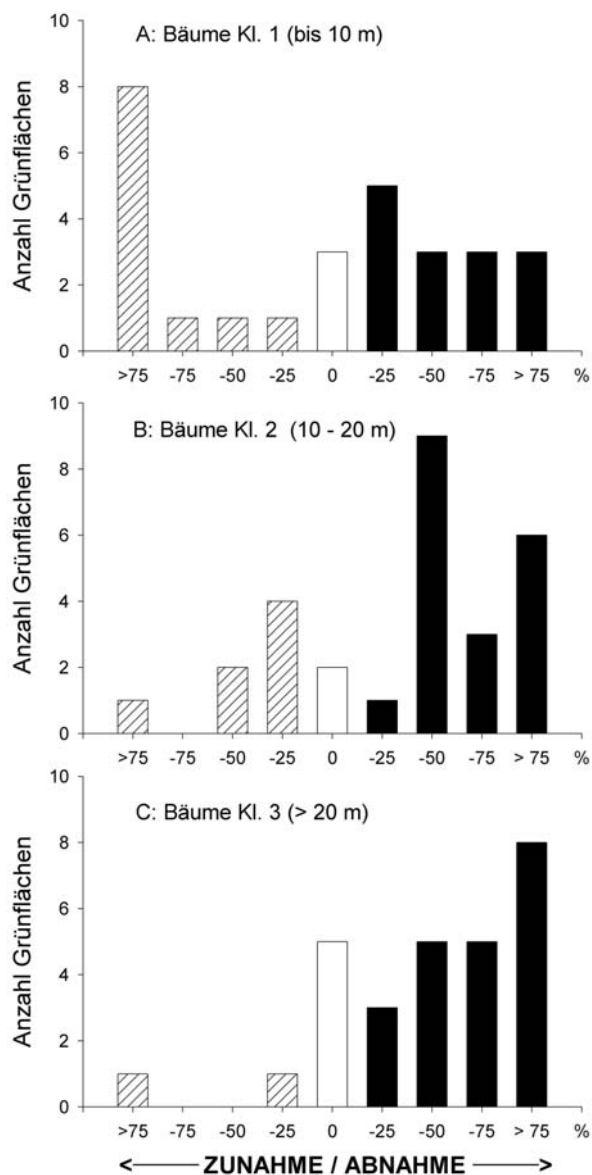 10
A: Bäume Kl. 1 (bis 10 m)
8
6
4
2
0
Anzahl Grünflächen
>75 -75 -50 -25 0 -25 -50 -75 > 75 %
10
B: Bäume Kl. 2 (10 - 20 m)
8
6
4
2
0
Anzahl Grünflächen
>75 -75 -50 -25 0 -25 -50 -75 > 75 %
10
C: Bäume Kl. 3 (> 20 m)
8
6
4
2
0
Anzahl Grünflächen
>75 -75 -50 -25 0 -25 -50 -75 > 75 %
<—— ZUNAHME / ABNAHME ——>